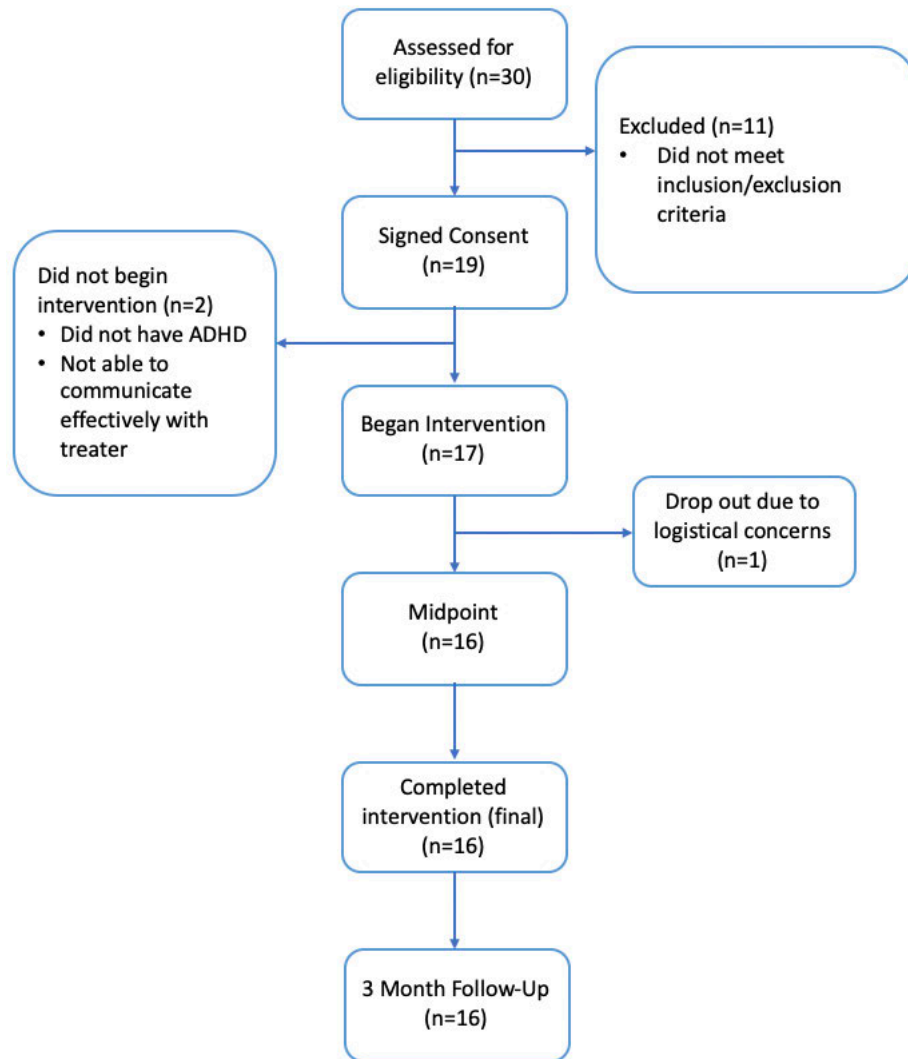 Assessed for
eligibility (n=30)
Excluded (n=11)
• Did not meet
inclusion/exclusion
criteria
Signed Consent
(n=19)
Did not begin
intervention (n=2)
• Did not have ADHD
• Not able to
communicate
effectively with
treater
Began Intervention
(n=17)
Drop out due to
logistical concerns
(n=1)
Midpoint
(n=16)
Completed
intervention (final)
(n=16)
3 Month Follow-Up
(n=16)